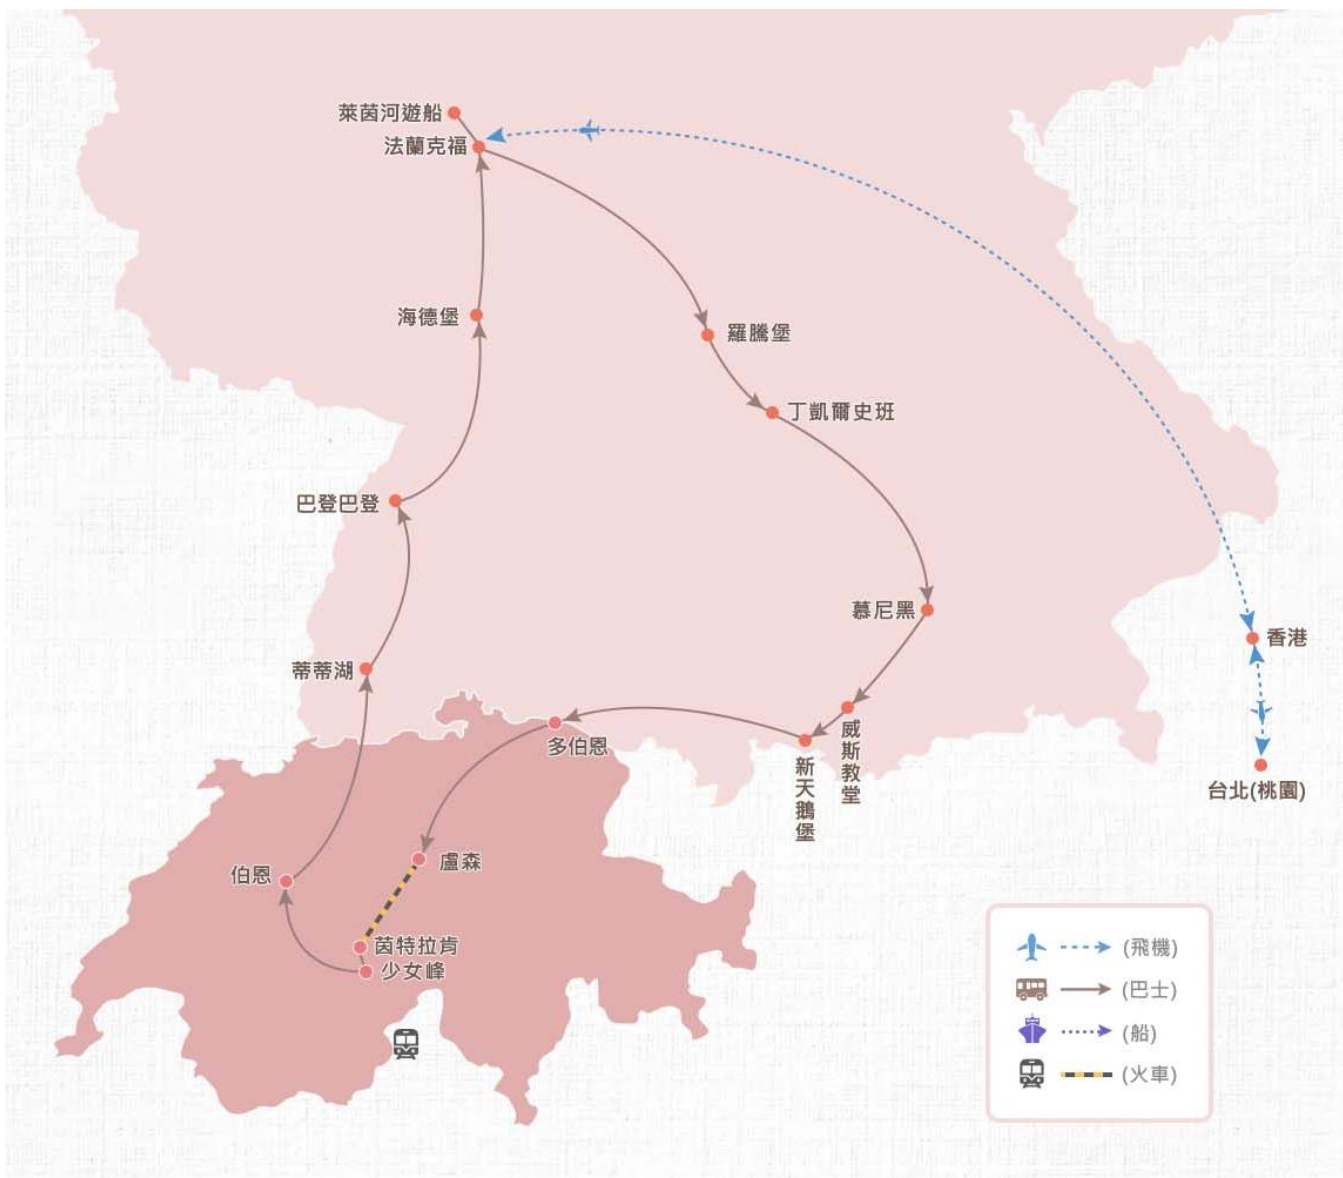 萊茵河遊船
法蘭克福
海德堡
羅騰堡
丁凱爾史班
巴登巴登
慕尼黑
香港
蒂蒂湖
多伯恩
威斯教堂
新天鵝堡
台北(桃園)
盧森
伯恩
茵特拉肯
少女峰
(飛機)
(巴士)
(船)
(火車)